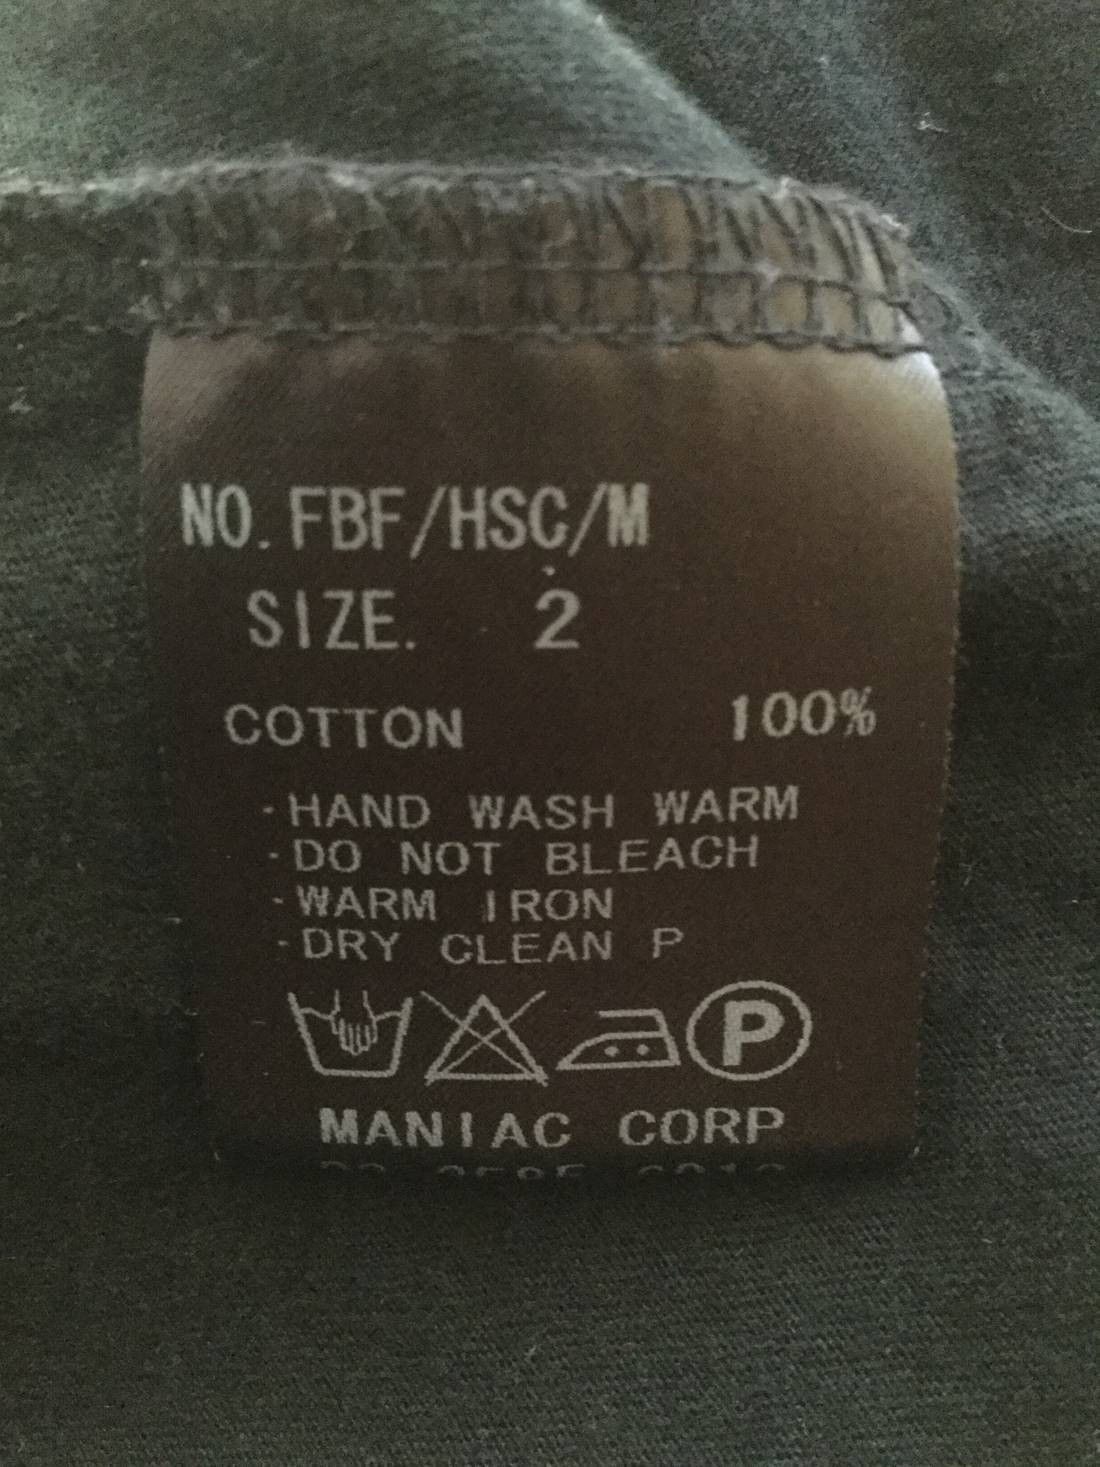 NO. FBF/HSC/M
SIZE. 2
COTTON 100%
-HAND WASH WARM
-DO NOT BLEACH
-WARM IRON
-DRY CLEAN P
P
MANIAC CORP